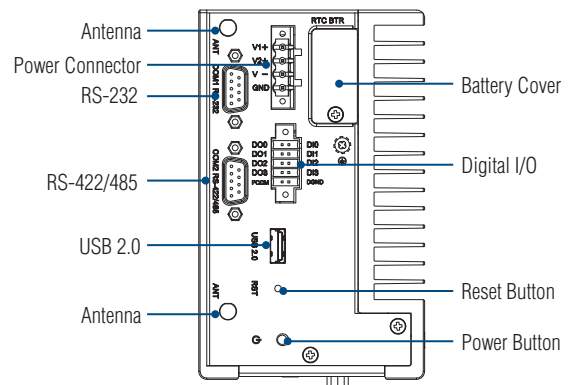 Antenna
Power Connector
RS-232
RS-422/485
USB 2.0
Antenna
ANT
COM1 RS-232
COM2 RS-422/485
USB 2.0
ANT
RST
V1+
V2+
V -
GND
RTC BTR
DO0
DO1
DO2
DO3
DI0
DI1
DI2
DI3
DGND
Battery Cover
Digital I/O
Reset Button
Power Button